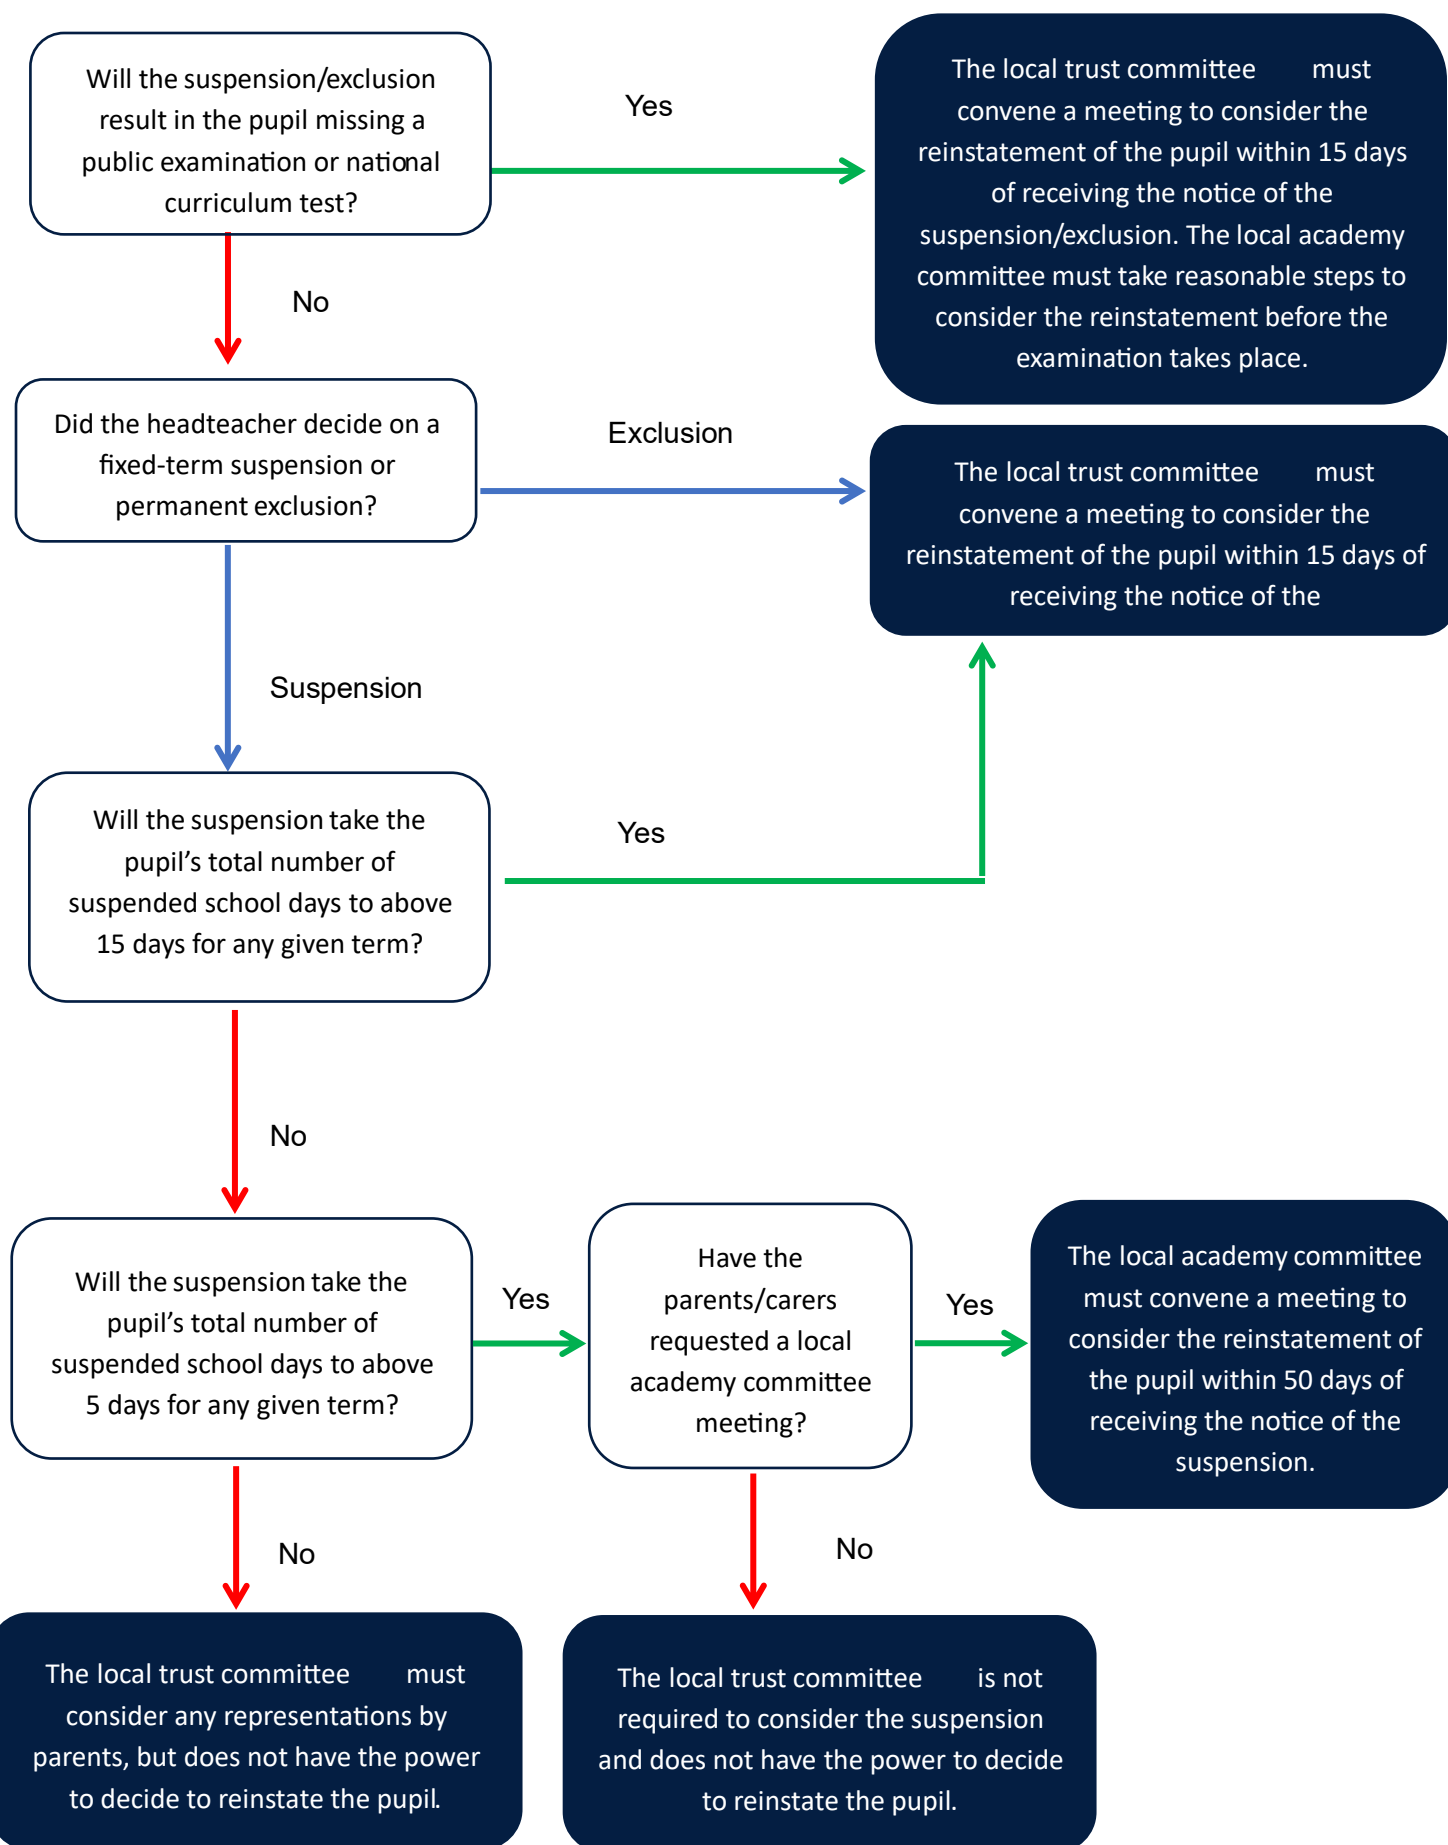 Will the suspension/exclusion
result in the pupil missing a
public examination or national
curriculum test?
Yes
The local trust committee must
convene a meeting to consider the
reinstatement of the pupil within 15 days
of receiving the notice of the
suspension/exclusion. The local academy
committee must take reasonable steps to
consider the reinstatement before the
examination takes place.
No
Did the headteacher decide on a
fixed-term suspension or
permanent exclusion?
Exclusion
The local trust committee must
convene a meeting to consider the
reinstatement of the pupil within 15 days of
receiving the notice of the
Suspension
Will the suspension take the
pupil’s total number of
suspended school days to above
15 days for any given term?
Yes
No
Will the suspension take the
pupil’s total number of
suspended school days to above
5 days for any given term?
Yes
Have the
parents/carers
requested a local
academy committee
meeting?
Yes
The local academy committee
must convene a meeting to
consider the reinstatement of
the pupil within 50 days of
receiving the notice of the
suspension.
No
No
The local trust committee must
consider any representations by
parents, but does not have the power
to decide to reinstate the pupil.
The local trust committee is not
required to consider the suspension
and does not have the power to decide
to reinstate the pupil.